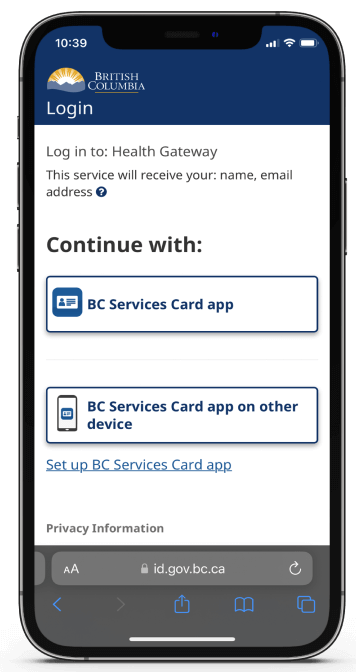 10:39
BRITISH
COLUMBIA
Login
Log in to: Health Gateway
This service will receive your: name, email
address ?
Continue with:
BC Services Card app
BC Services Card app on other
device
Set up BC Services Card app
Privacy Information
AA
id.gov.bc.ca